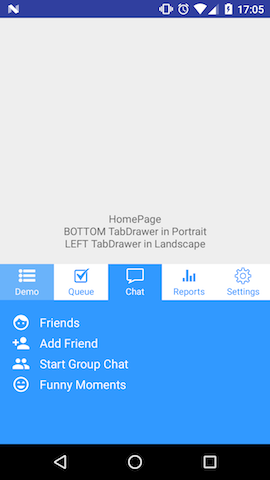 17:05
HomePage
BOTTOM TabDrawer in Portrait
LEFT TabDrawer in Landscape
Demo Queue Chat Reports Settings
Friends
Add Friend
Start Group Chat
Funny Moments